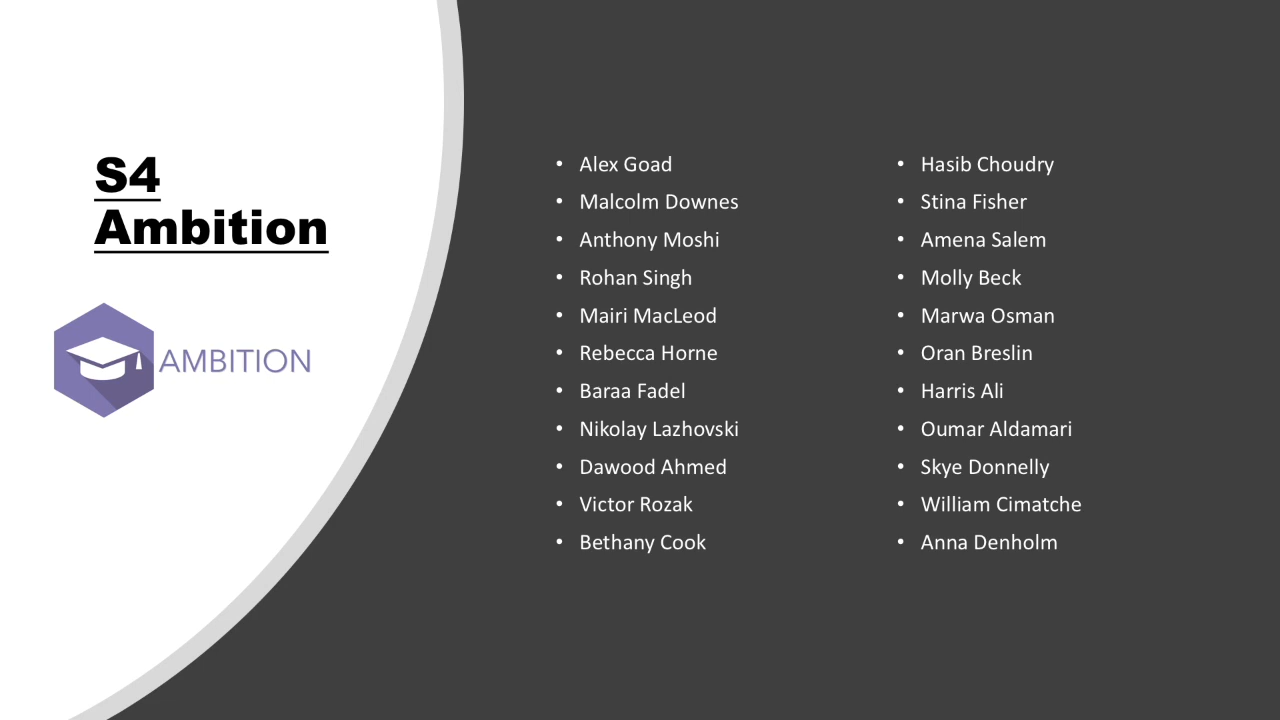 S4
Ambition
AMBITION
• Alex Goad
• Malcolm Downes
• Anthony Moshi
• Rohan Singh
• Mairi MacLeod
• Rebecca Horne
• Baraa Fadel
• Nikolay Lazhovski
• Dawood Ahmed
• Victor Rozak
• Bethany Cook
• Hasib Choudry
• Stina Fisher
• Amena Salem
• Molly Beck
• Marwa Osman
• Oran Breslin
• Harris Ali
• Oumar Aldamari
• Skye Donnelly
• William Cimatche
• Anna Denholm